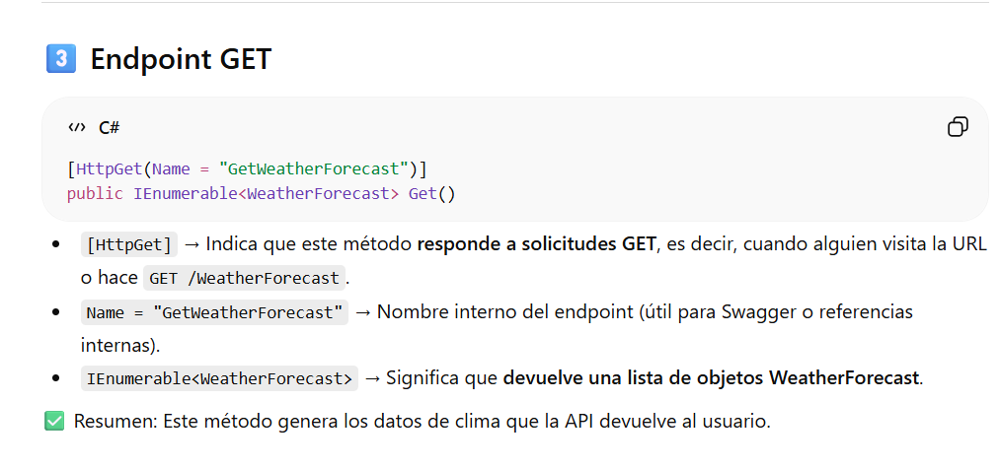 3 Endpoint GET
</> C#
[HttpGet(Name = "GetWeatherForecast")]
public IEnumerable<WeatherForecast> Get()
• [HttpGet] → Indica que este método responde a solicitudes GET, es decir, cuando alguien visita la URL
o hace GET /WeatherForecast.
• Name = "GetWeatherForecast" → Nombre interno del endpoint (útil para Swagger o referencias
internas).
• IEnumerable<WeatherForecast> → Significa que devuelve una lista de objetos WeatherForecast.
✅ Resumen: Este método genera los datos de clima que la API devuelve al usuario.